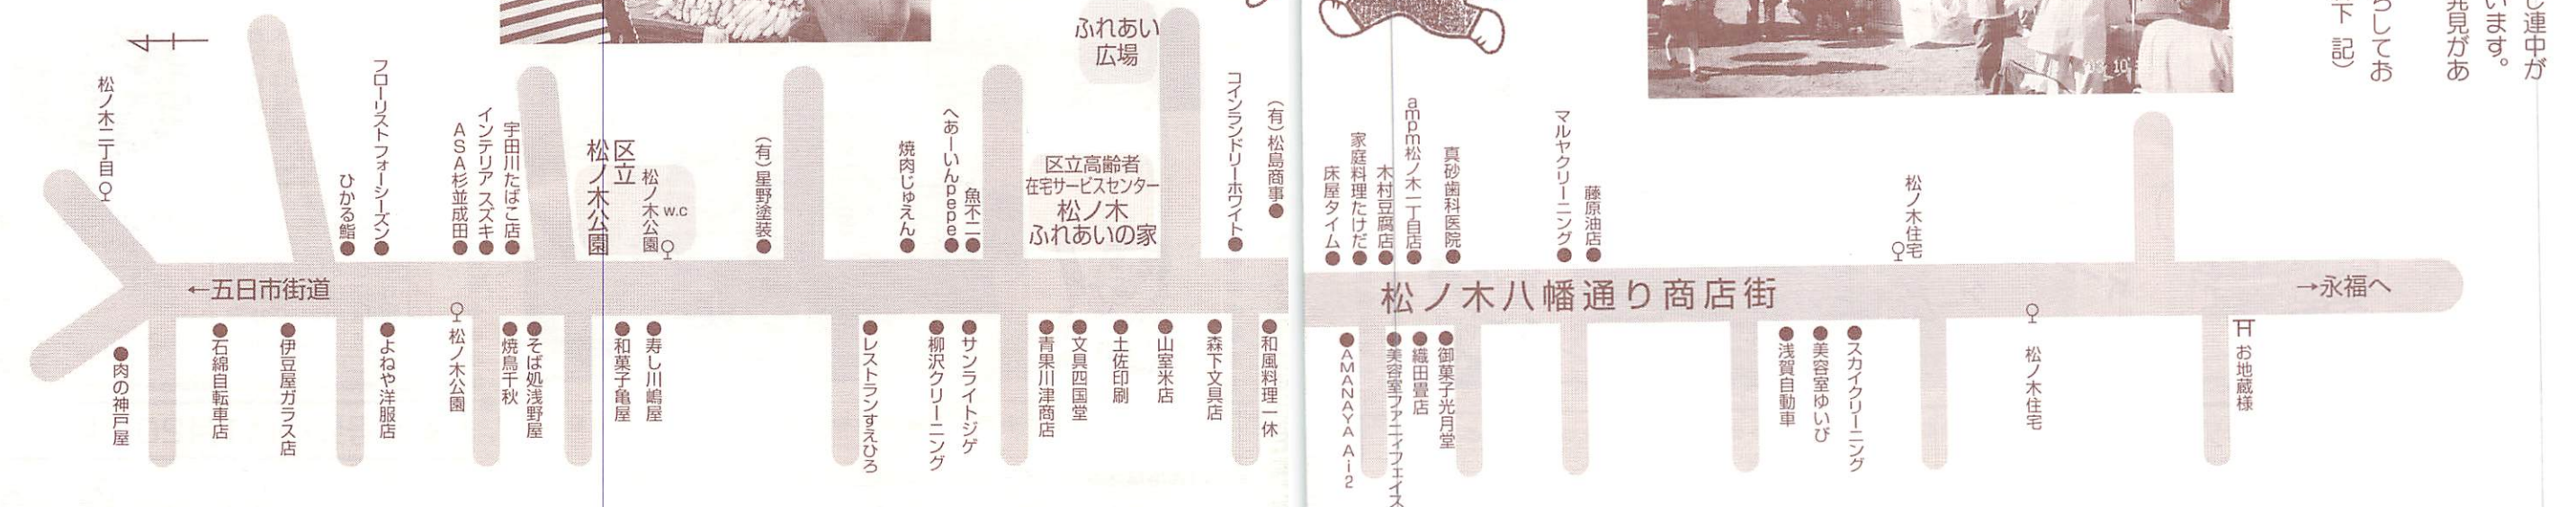 松ノ木二丁目
フローリストフォーシーズン
ひかる鮨
ASA杉並成田
インテリア スズキ
宇田川たばこ店
区立
松ノ木公園
松ノ木公園
w.c
(有)星野塗装
焼肉じゅえん
へあーいんpepe
魚不二
ふれあい
広場
区立高齢者
在宅サービスセンター
松ノ木
ふれあいの家
コインランドリーホワイト
(有)松島商事
床屋タイム
家庭料理たけだ
木村豆腐店
ampm松ノ木一丁目店
真砂歯科医院
マルヤクリーニング
藤原油店
松ノ木住宅
し連中が
います。
発見があ
ろしてお
下記)
←五日市街道
松ノ木八幡通り商店街
→永福へ
肉の神戸屋
石綿自転車店
伊豆屋ガラス店
よねや洋服店
松ノ木公園
焼鳥千秋
そば処浅野屋
和菓子亀屋
寿し川嶋屋
レストランすえひろ
柳沢クリーニング
サンライトジゲ
青果川津商店
文具四国堂
土佐印刷
山室米店
森下文具店
和風料理一休
AMANAYA Ai2
美容室ファニィフェイス
織田畳店
御菓子光月堂
浅賀自動車
美容室ゆいび
スカイクリーニング
松ノ木住宅
お地蔵様